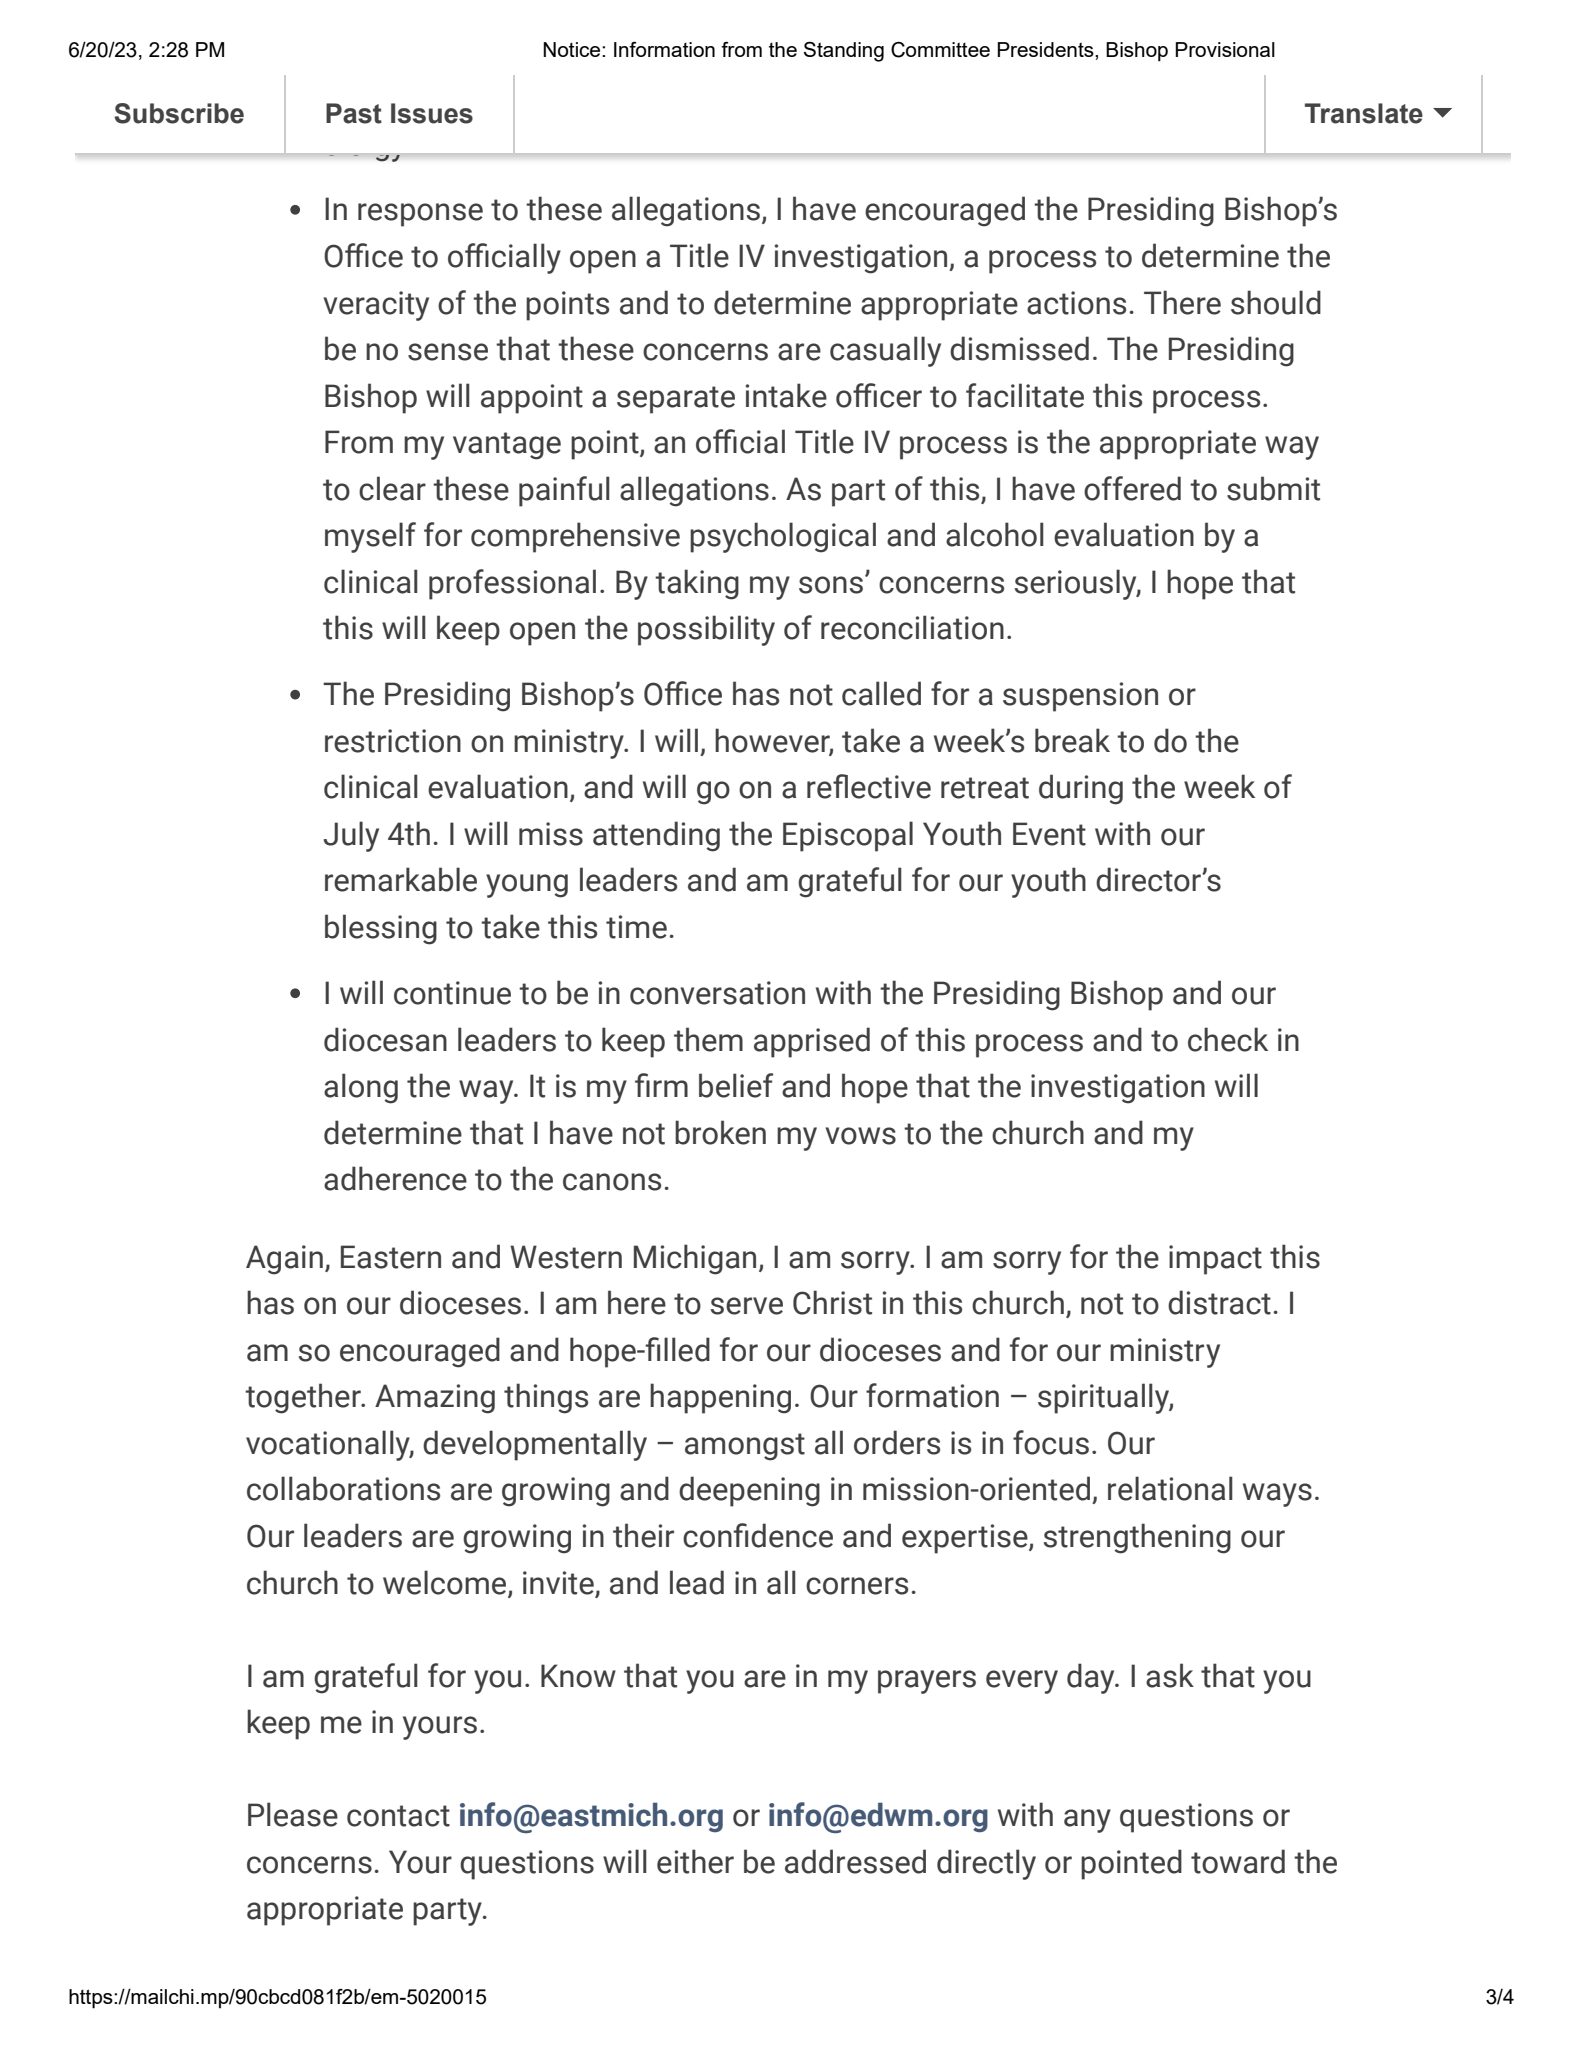 6/20/23, 2:28 PM
Notice: Information from the Standing Committee Presidents, Bishop Provisional
Subscribe
Past Issues
Translate
• In response to these allegations, I have encouraged the Presiding Bishop’s
Office to officially open a Title IV investigation, a process to determine the
veracity of the points and to determine appropriate actions. There should
be no sense that these concerns are casually dismissed. The Presiding
Bishop will appoint a separate intake officer to facilitate this process.
From my vantage point, an official Title IV process is the appropriate way
to clear these painful allegations. As part of this, I have offered to submit
myself for comprehensive psychological and alcohol evaluation by a
clinical professional. By taking my sons’ concerns seriously, I hope that
this will keep open the possibility of reconciliation.
• The Presiding Bishop’s Office has not called for a suspension or
restriction on ministry. I will, however, take a week’s break to do the
clinical evaluation, and will go on a reflective retreat during the week of
July 4th. I will miss attending the Episcopal Youth Event with our
remarkable young leaders and am grateful for our youth director’s
blessing to take this time.
• I will continue to be in conversation with the Presiding Bishop and our
diocesan leaders to keep them apprised of this process and to check in
along the way. It is my firm belief and hope that the investigation will
determine that I have not broken my vows to the church and my
adherence to the canons.
Again, Eastern and Western Michigan, I am sorry. I am sorry for the impact this
has on our dioceses. I am here to serve Christ in this church, not to distract. I
am so encouraged and hope-filled for our dioceses and for our ministry
together. Amazing things are happening. Our formation – spiritually,
vocationally, developmentally – amongst all orders is in focus. Our
collaborations are growing and deepening in mission-oriented, relational ways.
Our leaders are growing in their confidence and expertise, strengthening our
church to welcome, invite, and lead in all corners.
I am grateful for you. Know that you are in my prayers every day. I ask that you
keep me in yours.
Please contact info@eastmich.org or info@edwm.org with any questions or
concerns. Your questions will either be addressed directly or pointed toward the
appropriate party.
https://mailchi.mp/90cbcd081f2b/em-5020015
3/4